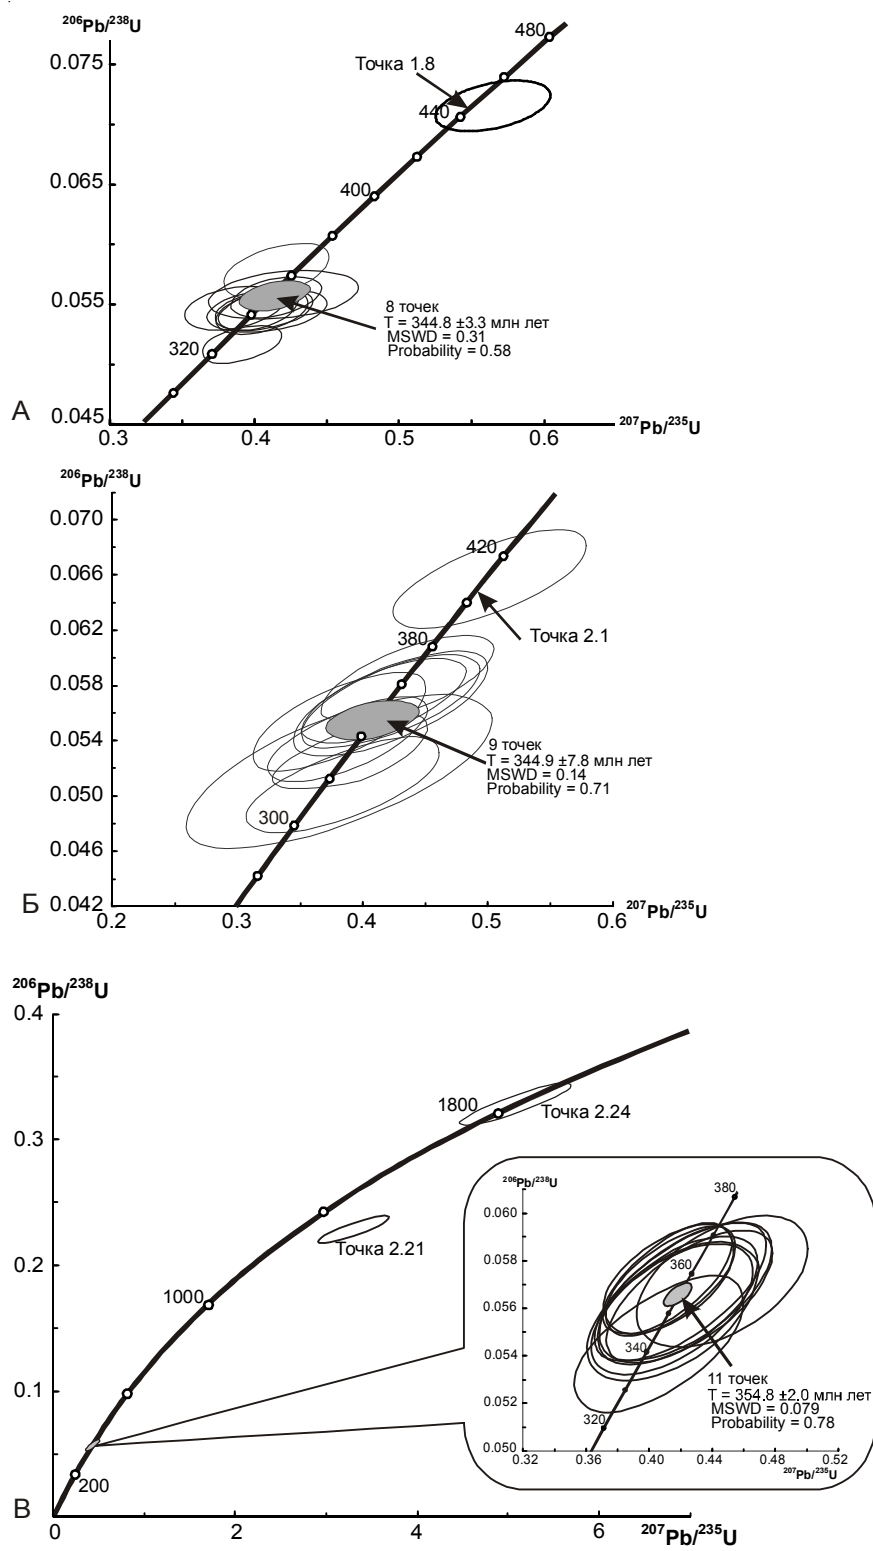 206Pb/238U
480
0.075
Точка 1.8
440
0.065
400
0.055
8 точек
T = 344.8 ±3.3 млн лет
MSWD = 0.31
Probability = 0.58
320
А
0.045
0.3 0.4 0.5 0.6
207Pb/235U
206Pb/238U
0.070
420
0.066
0.062
380
Точка 2.1
0.058
0.054
9 точек
T = 344.9 ±7.8 млн лет
MSWD = 0.14
Probability = 0.71
0.050
300
0.046
Б
0.042
0.2 0.3 0.4 0.5 0.6
207Pb/235U
206Pb/238U
0.4
1800
Точка 2.24
0.3
Точка 2.21
0.2
1000
0.1
200
В
0
0 2 4 6
207Pb/235U
206Pb/238U
380
0.060
0.058
360
0.056
340
0.054
11 точек
T = 354.8 ±2.0 млн лет
MSWD = 0.079
Probability = 0.78
0.052
320
0.050
0.32 0.36 0.40 0.44 0.48 0.52
207Pb/235U